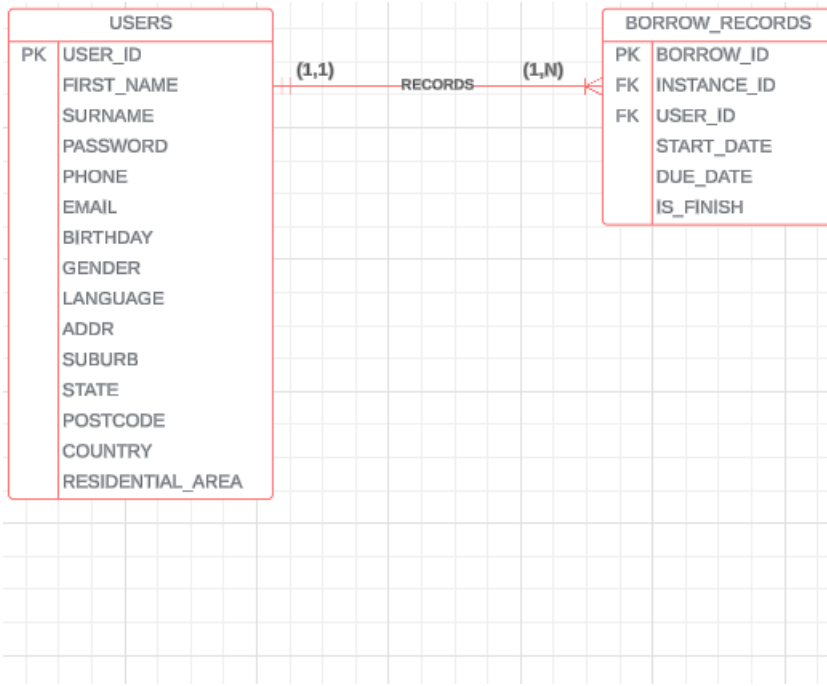 USERS
PK USER_ID
FIRST_NAME
SURNAME
PASSWORD
PHONE
EMAIL
BIRTHDAY
GENDER
LANGUAGE
ADDR
SUBURB
STATE
POSTCODE
COUNTRY
RESIDENTIAL_AREA
(1,1)
RECORDS
(1,N)
BORROW_RECORDS
PK BORROW_ID
FK INSTANCE_ID
FK USER_ID
START_DATE
DUE_DATE
IS_FINISH